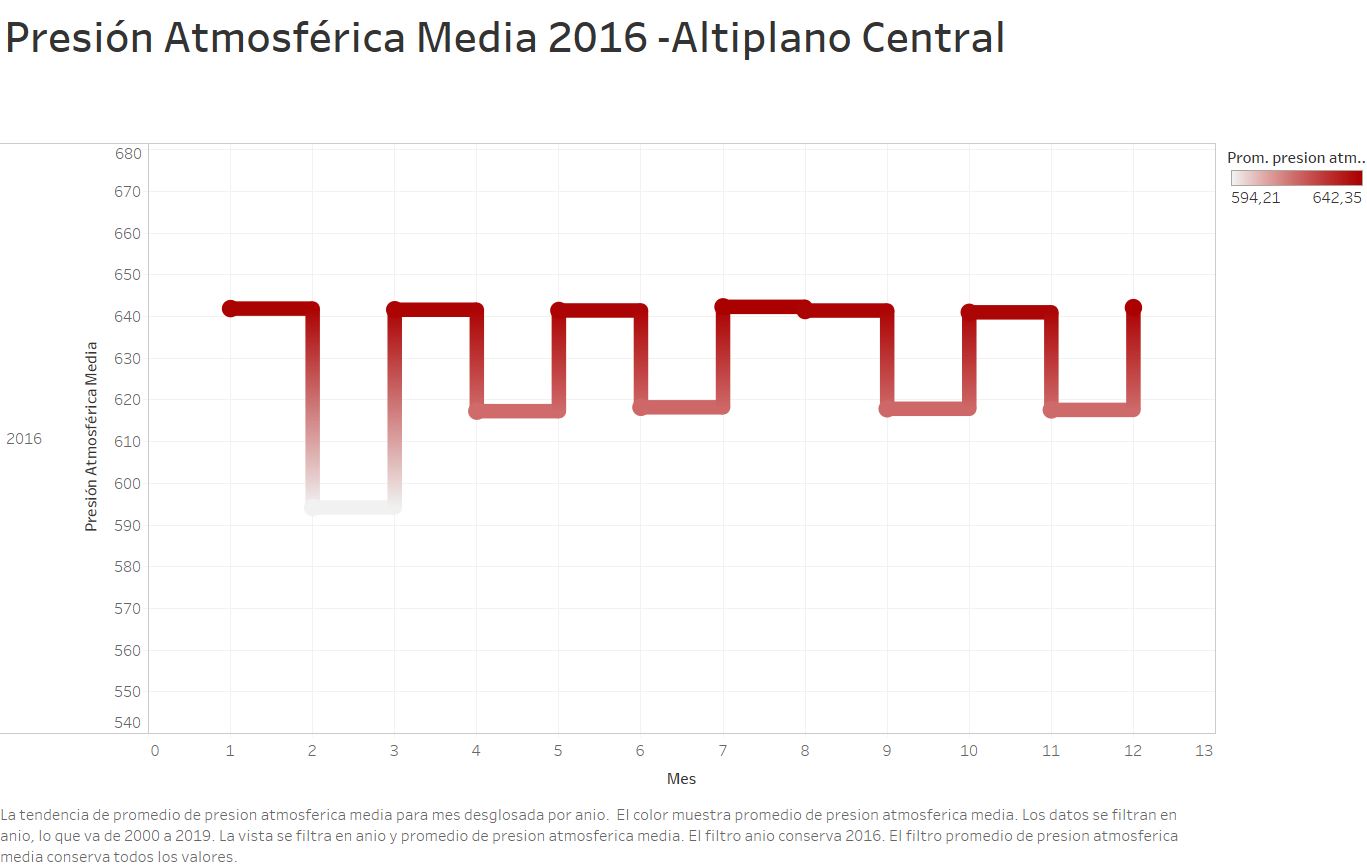 Presión Atmosférica Media 2016 -Altiplano Central
Prom. presion atm..
594,21 642,35
680
670
660
650
640
630
620
610
600
590
580
570
560
550
540
Presión Atmosférica Media
2016
0 1 2 3 4 5 6 7 8 9 10 11 12 13
Mes
La tendencia de promedio de presion atmosferica media para mes desglosada por anio.  El color muestra promedio de presion atmosferica media. Los datos se filtran en
anio, lo que va de 2000 a 2019. La vista se filtra en anio y promedio de presion atmosferica media. El filtro anio conserva 2016. El filtro promedio de presion atmosferica
media conserva todos los valores.